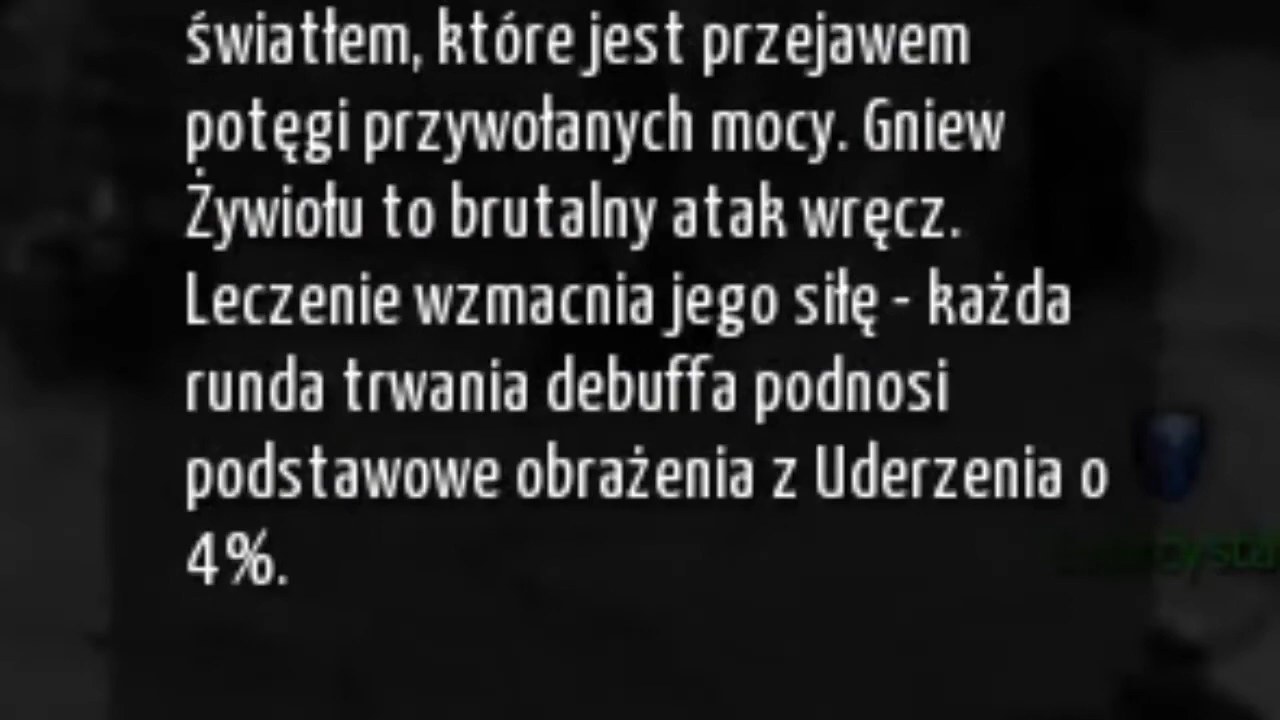 światłem, które jest przejawem
potęgi przywołanych mocy. Gniew
Żywiołu to brutalny atak wręcz.
Leczenie wzmacnia jego siłę - każda
runda trwania debuffa podnosi
podstawowe obrażenia z Uderzenia o
4%.